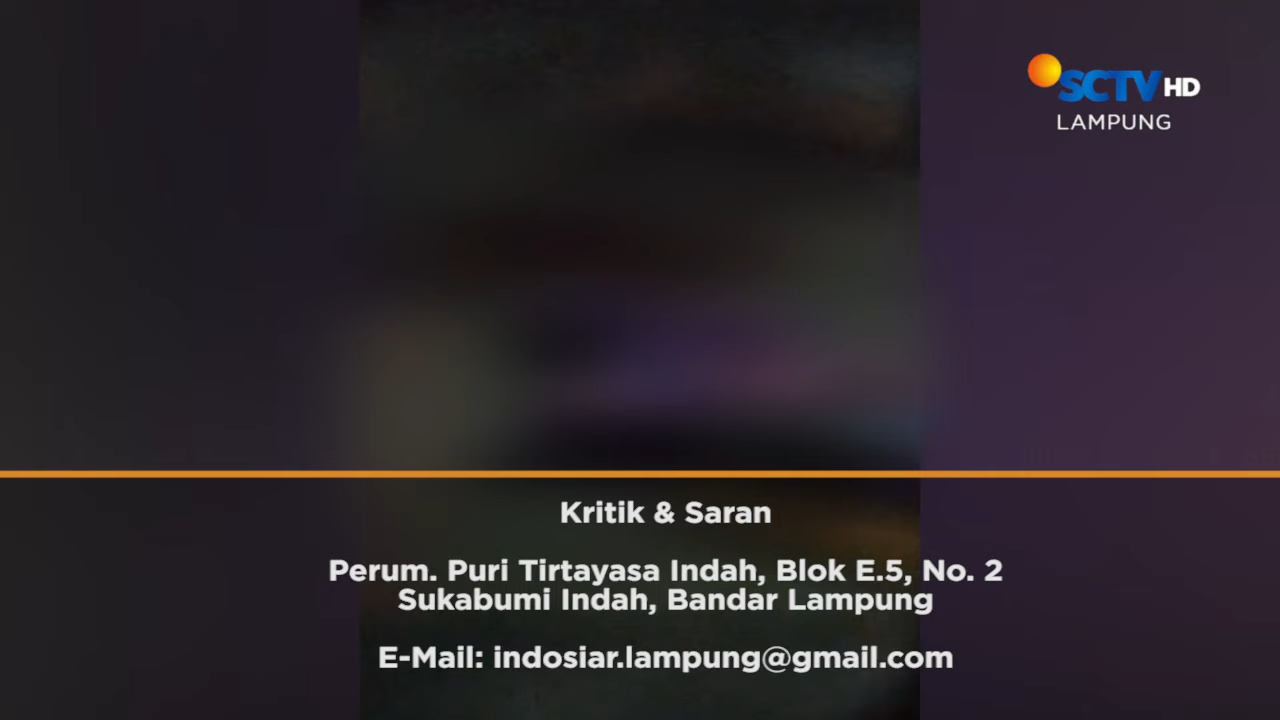 SCTV HD
LAMPUNG
Kritik & Saran
Perum. Puri Tirtayasa Indah, Blok E.5, No. 2
Sukabumi Indah, Bandar Lampung
E-Mail: indosiar.lampung@gmail.com